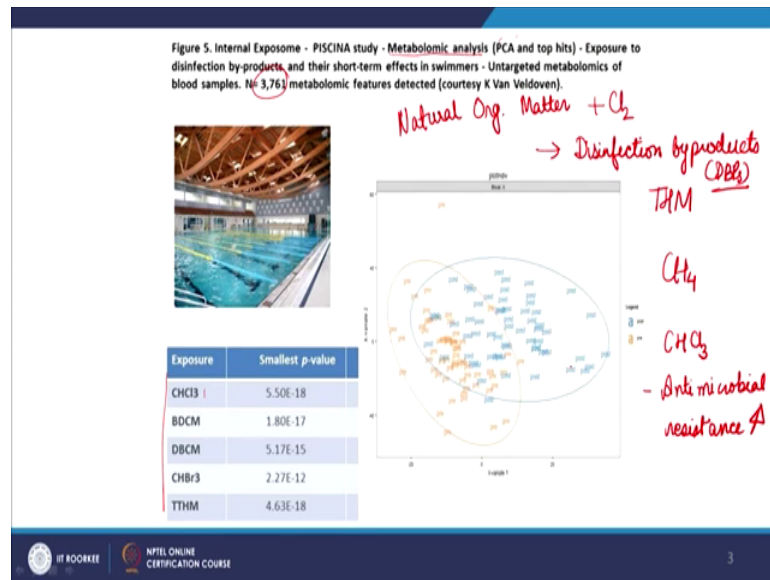 Figure 5. Internal Exposome - PISCINA study - Metabolomic analysis (PCA and top hits) - Exposure to
disinfection by-products and their short-term effects in swimmers - Untargeted metabolomics of
blood samples. N= 3,761 metabolomic features detected (courtesy K Van Veldoven).
Natural Org. Matter + Cl2
→ Disinfection byproducts
(DBPs)
THM
CH4
CHCl3
- Antimicrobial
resistance ↑
Exposure Smallest p-value
CHCl3 5.50E-18
BDCM 1.80E-17
DBCM 5.17E-15
CHBr3 2.27E-12
TTHM 4.63E-18
IIT ROORKEE
NPTEL ONLINE
CERTIFICATION COURSE
3